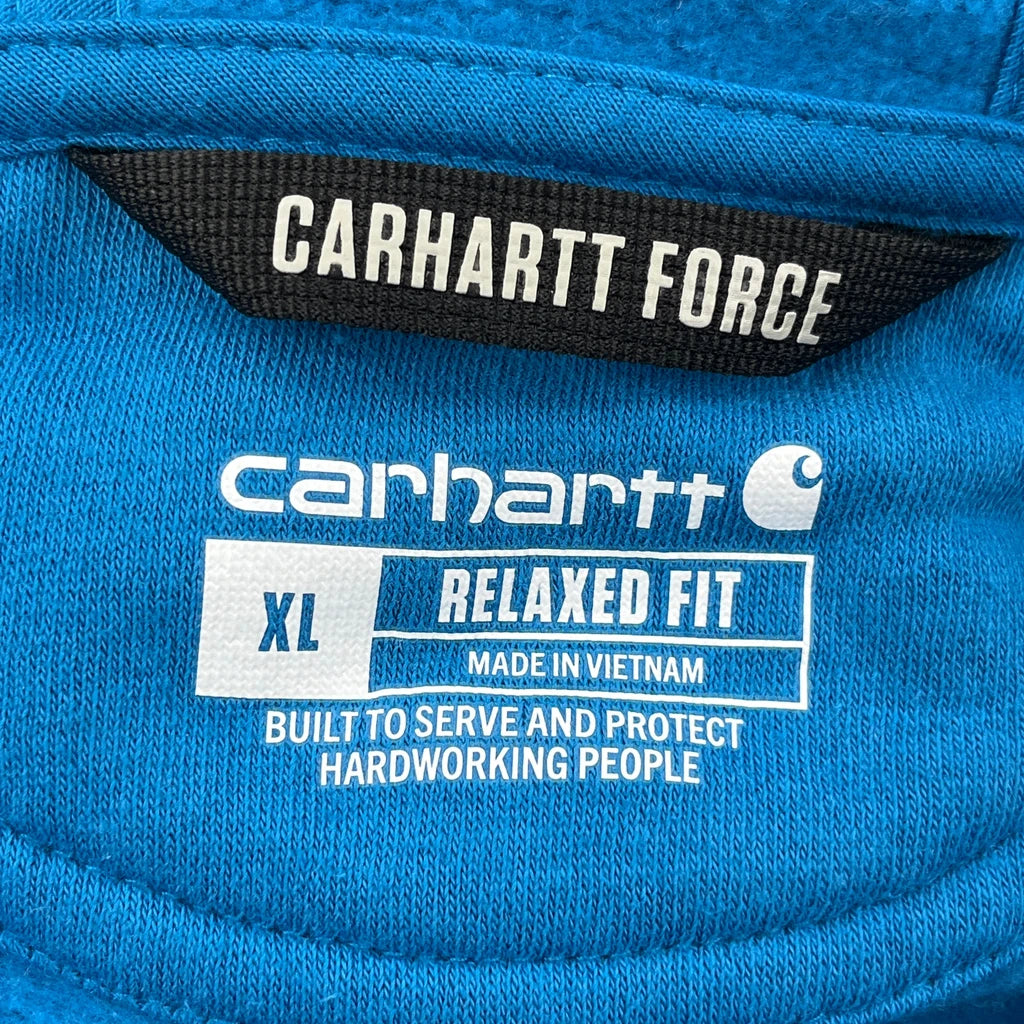 CARHARTT FORCE
carhartt
XL
RELAXED FIT
MADE IN VIETNAM
BUILT TO SERVE AND PROTECT
HARDWORKING PEOPLE